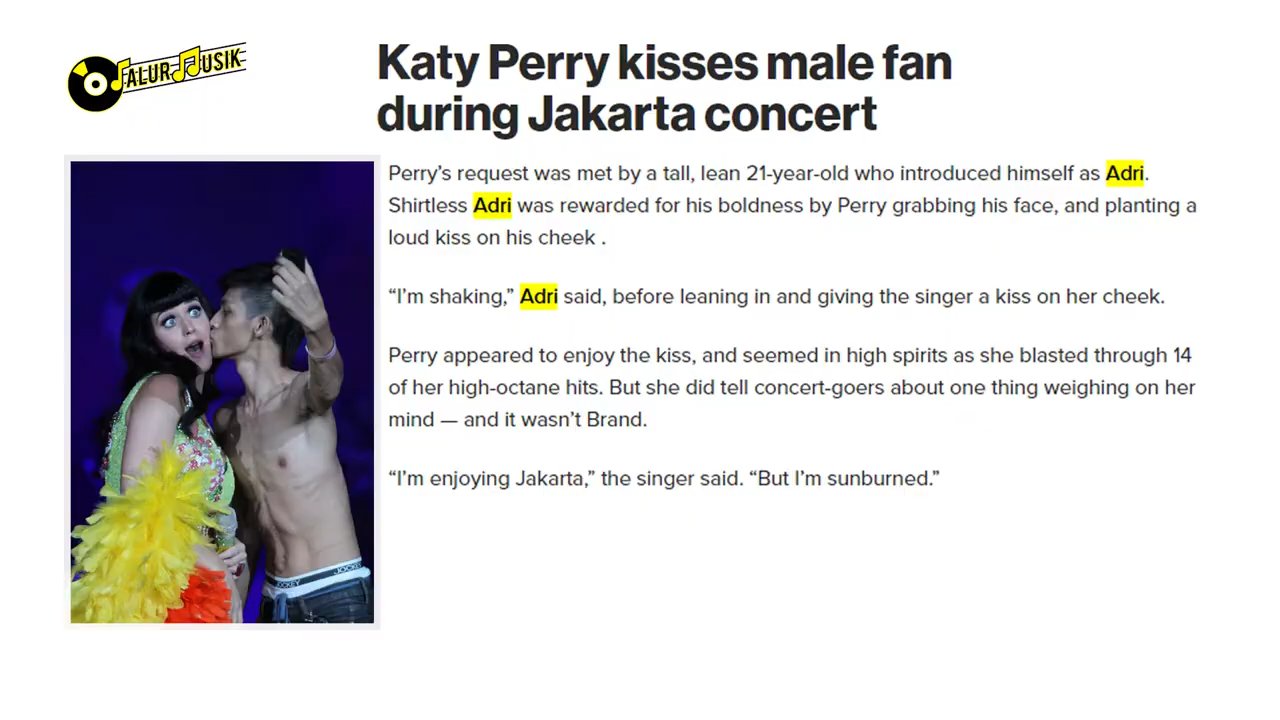 ALUR MUSIK
Katy Perry kisses male fan
during Jakarta concert
Perry’s request was met by a tall, lean 21-year-old who introduced himself as Adri.
Shirtless Adri was rewarded for his boldness by Perry grabbing his face, and planting a
loud kiss on his cheek .
“I’m shaking,” Adri said, before leaning in and giving the singer a kiss on her cheek.
Perry appeared to enjoy the kiss, and seemed in high spirits as she blasted through 14
of her high-octane hits. But she did tell concert-goers about one thing weighing on her
mind — and it wasn’t Brand.
“I’m enjoying Jakarta,” the singer said. “But I’m sunburned.”
JOCKEY JOCKEY